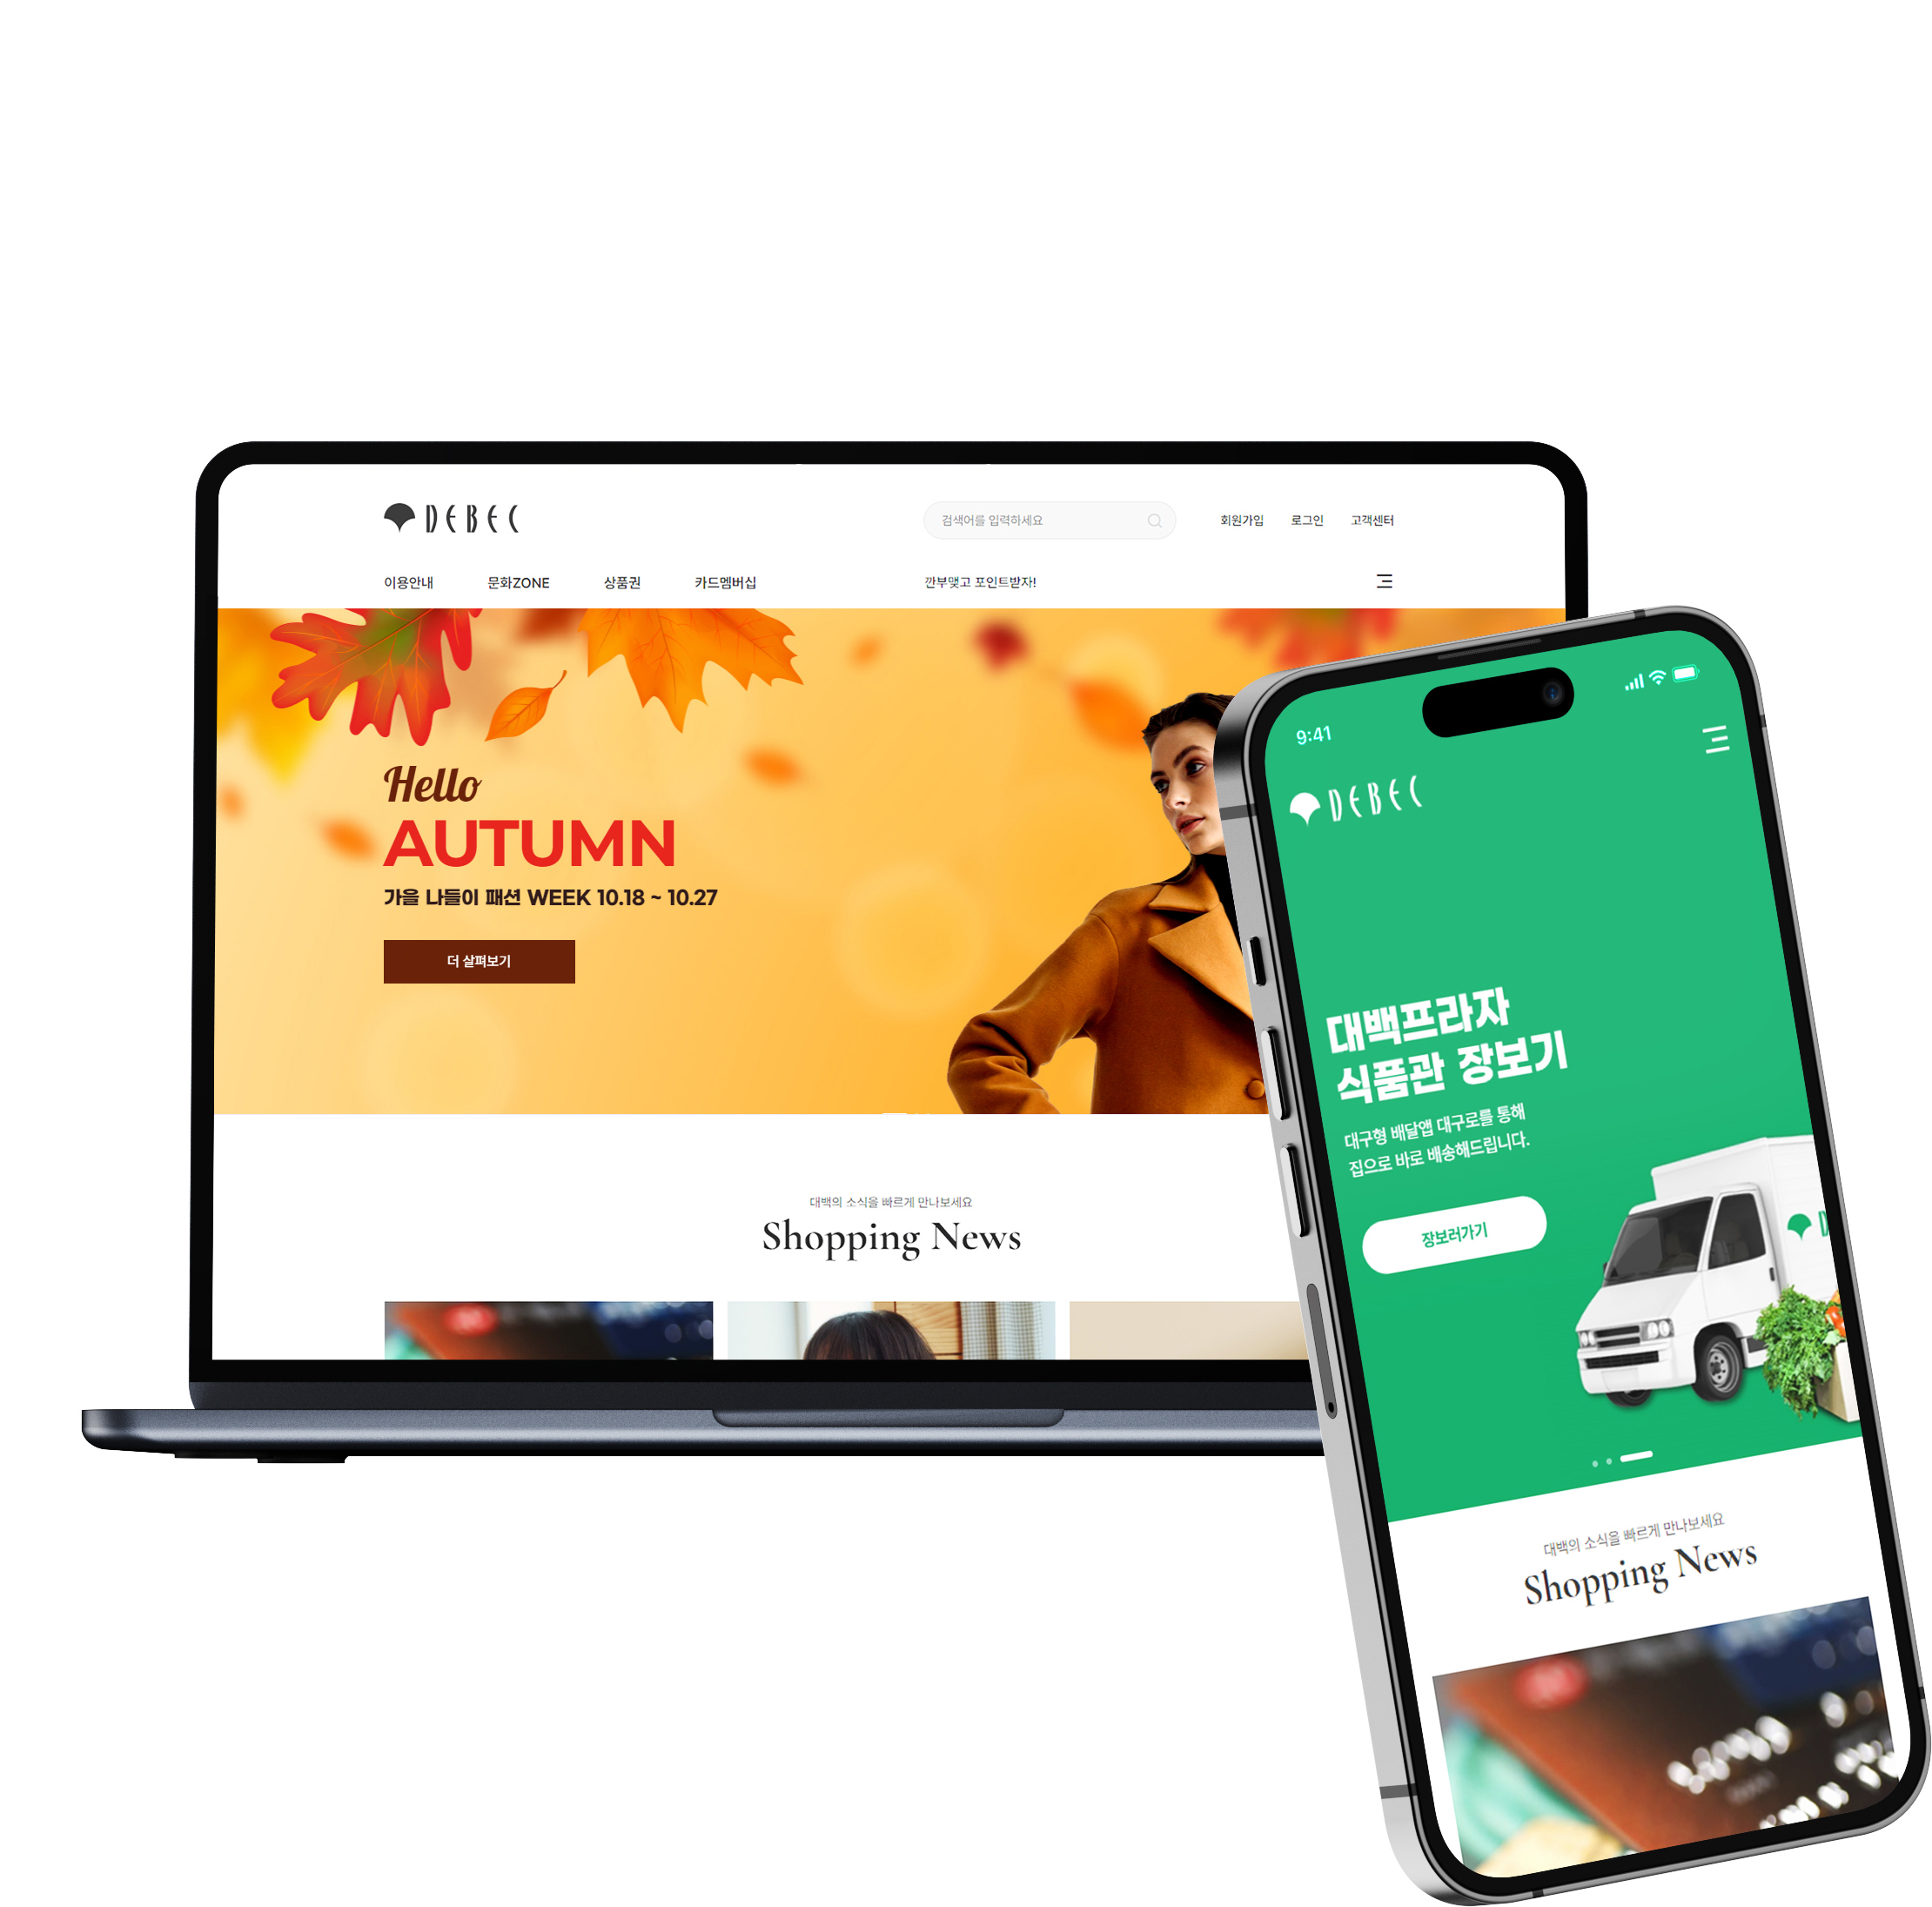 DEBEC
검색어를 입력하세요
회원가입 로그인 고객센터
이용안내 문화ZONE 상품권 카드멤버십 깐부맺고 포인트받자!
Hello
AUTUMN
가을 나들이 패션 WEEK 10.18 ~ 10.27
더 살펴보기
대백의 소식을 빠르게 만나보세요
Shopping News
9:41
DEBEC
대백프라자
식품관 장보기
대구형 배달앱 대구로를 통해
집으로 바로 배송해드립니다.
장보러가기
대백의 소식을 빠르게 만나보세요
Shopping News